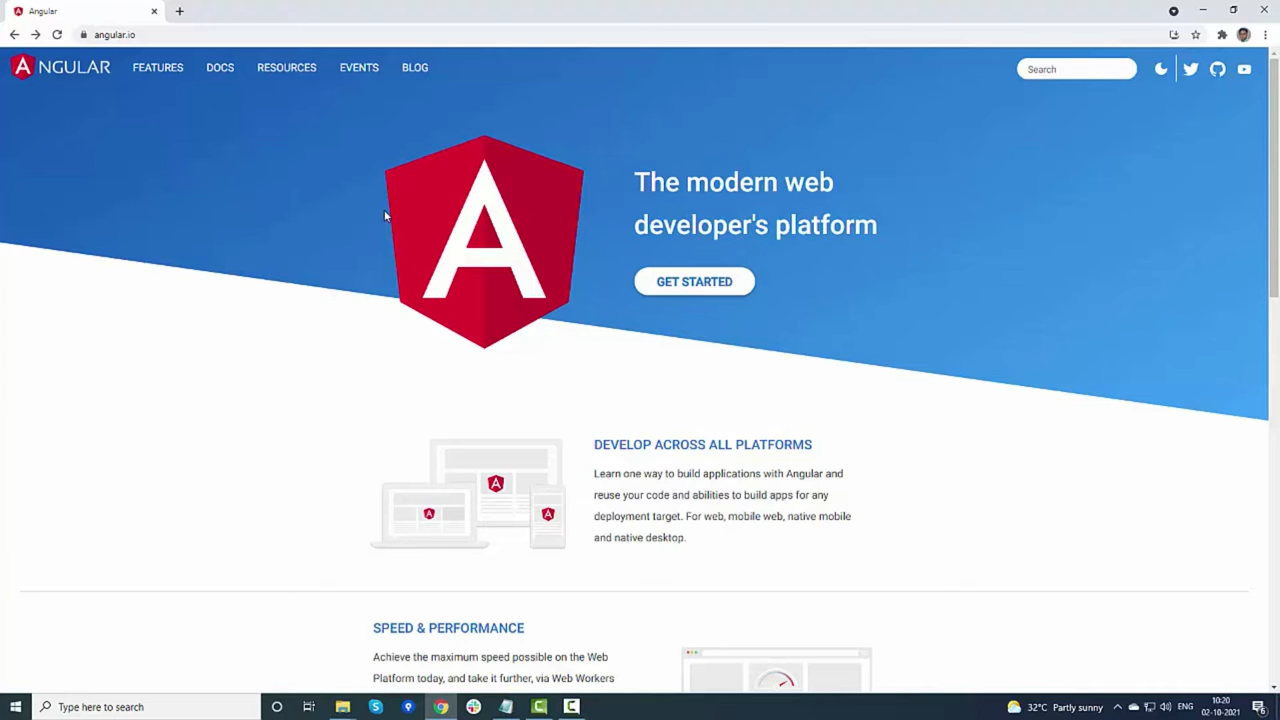 Angular
angular.io
ANGULAR
FEATURES
DOCS
RESOURCES
EVENTS
BLOG
Search
The modern web
developer's platform
GET STARTED
DEVELOP ACROSS ALL PLATFORMS
Learn one way to build applications with Angular and
reuse your code and abilities to build apps for any
deployment target. For web, mobile web, native mobile
and native desktop.
SPEED & PERFORMANCE
Achieve the maximum speed possible on the Web
Platform today, and take it further, via Web Workers
Type here to search
32°C Partly sunny
ENG
10:20
02-10-2021